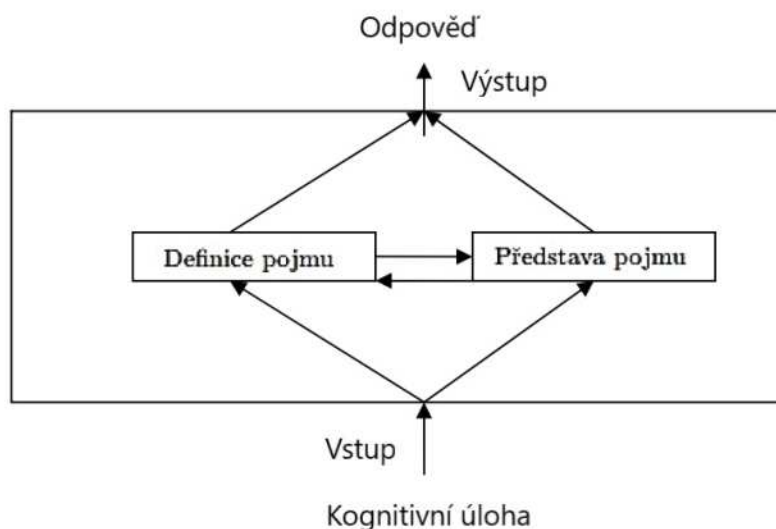 Odpověď
Výstup
Definice pojmu
Představa pojmu
Vstup
Kognitivní úloha